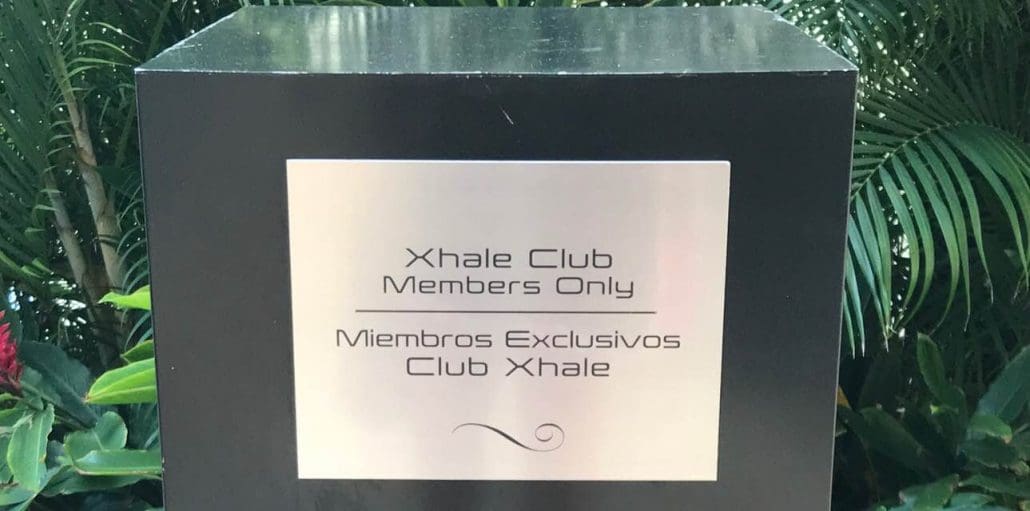 Xhale Club
Members Only
Miembros Exclusivos
Club Xhale